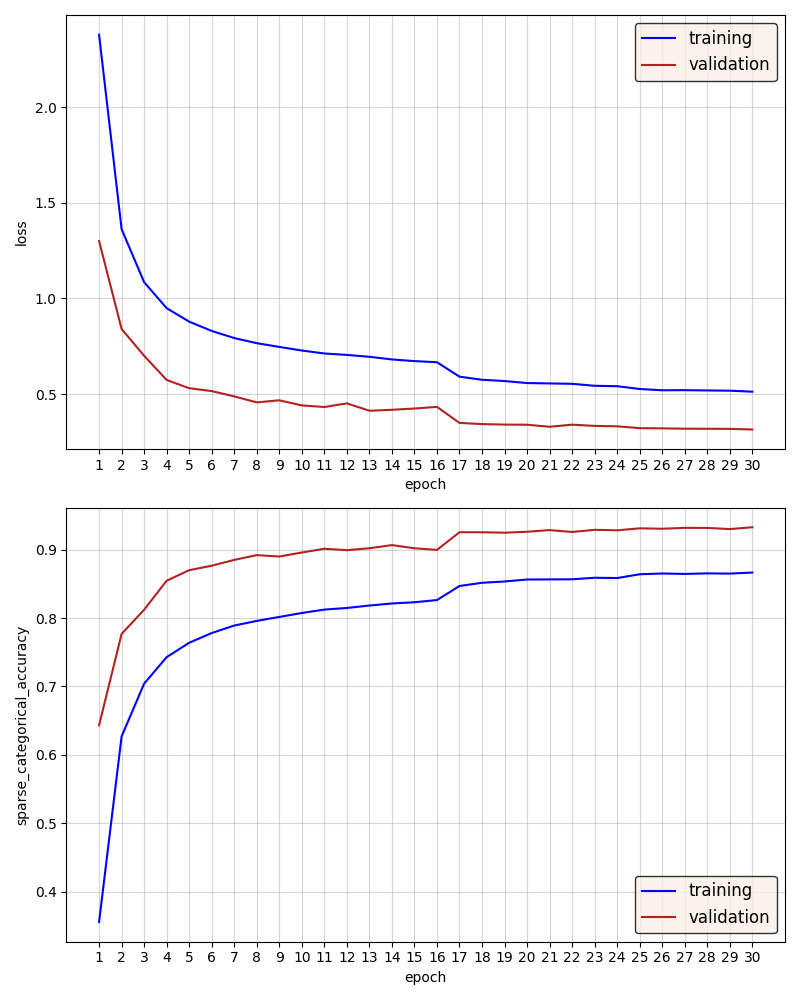 training
validation
2.0
1.5
1.0
0.5
loss
1 2 3 4 5 6 7 8 9 10 11 12 13 14 15 16 17 18 19 20 21 22 23 24 25 26 27 28 29 30
epoch
0.9
0.8
0.7
0.6
0.5
0.4
sparse_categorical_accuracy
training
validation
1 2 3 4 5 6 7 8 9 10 11 12 13 14 15 16 17 18 19 20 21 22 23 24 25 26 27 28 29 30
epoch